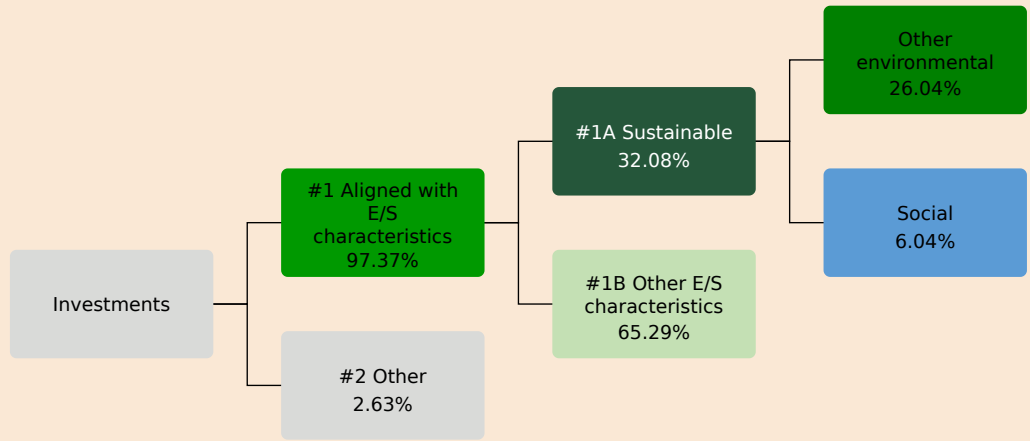 Investments
#1 Aligned with
E/S
characteristics
97.37%
#2 Other
2.63%
#1A Sustainable
32.08%
#1B Other E/S
characteristics
65.29%
Other
environmental
26.04%
Social
6.04%